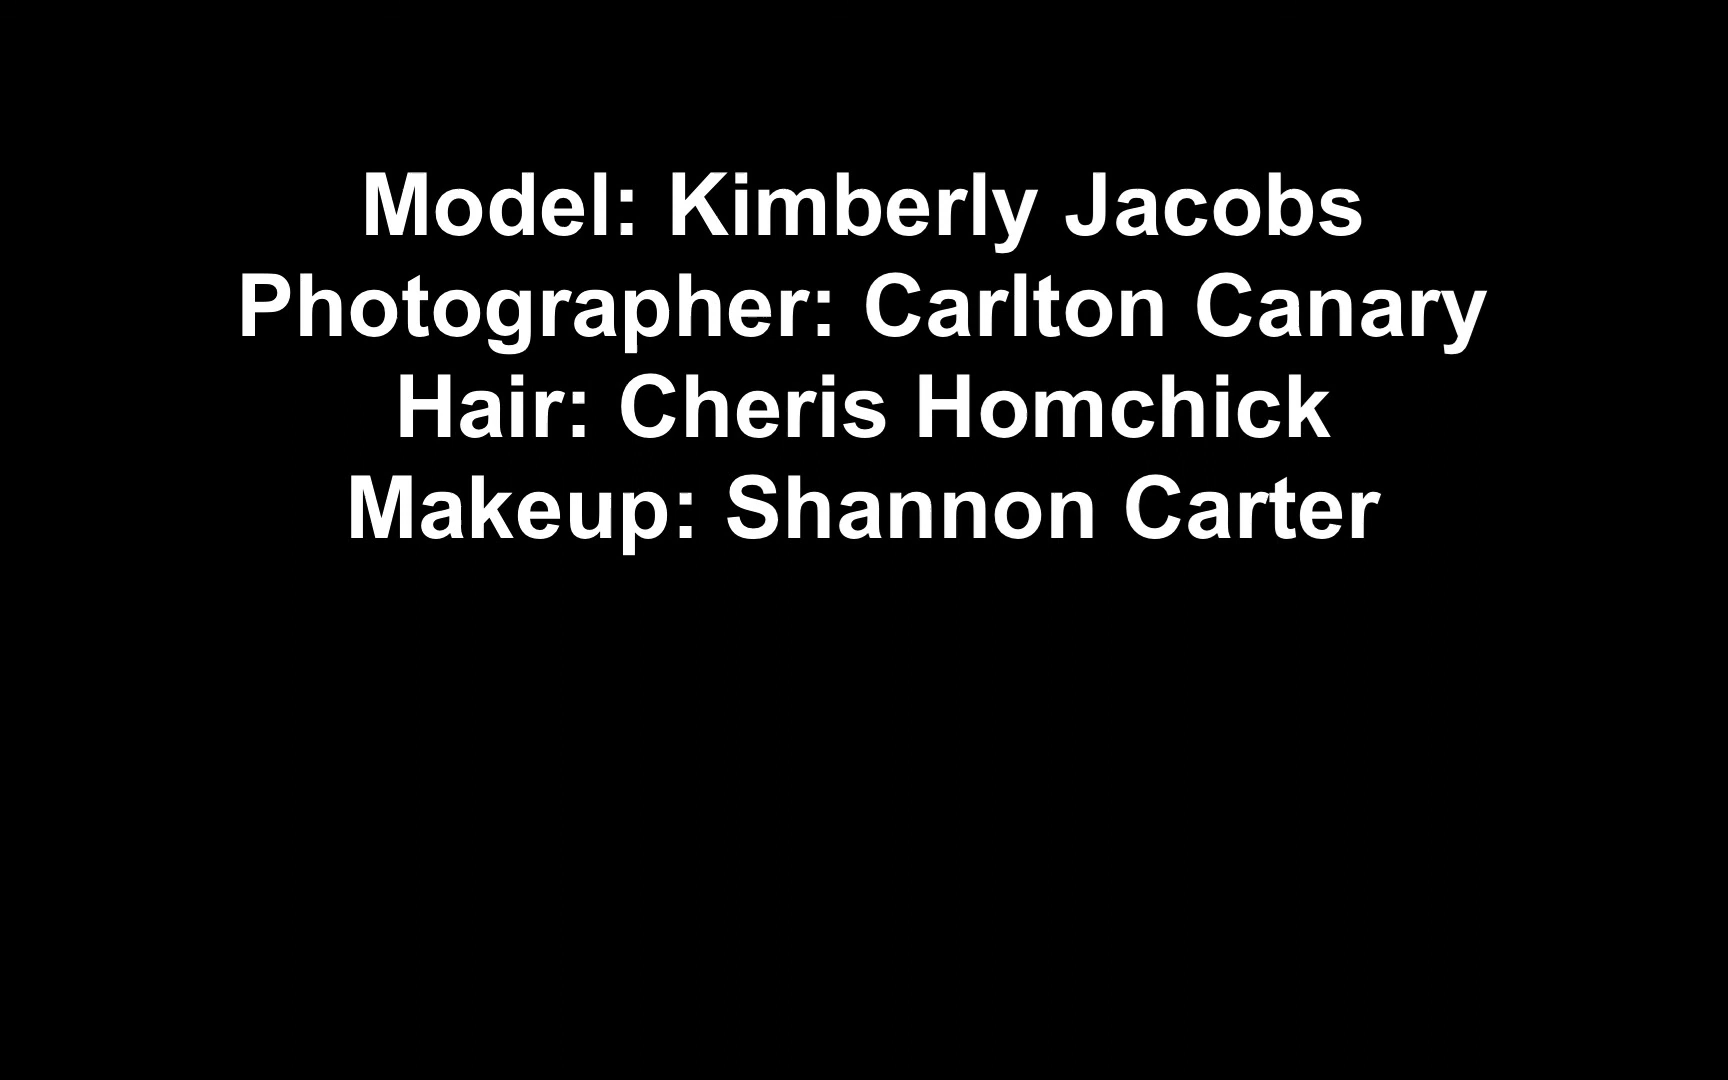 Model: Kimberly Jacobs
Photographer: Carlton Canary
Hair: Cheris Homchick
Makeup: Shannon Carter